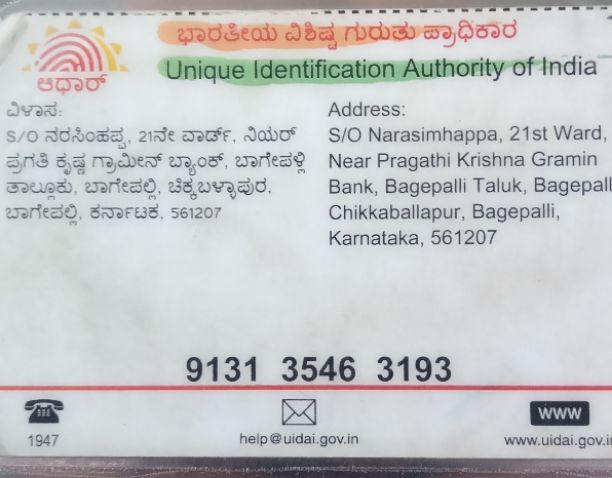 ಭಾರತೀಯ ವಿಶಿಷ್ಟ ಗುರುತು ಪ್ರಾಧಿಕಾರ
Unique Identification Authority of India
ಆಧಾರ್
ವಿಳಾಸ:
S/O ನರಸಿಂಹಪ್ಪ, 21ನೇ ವಾರ್ಡ್, ನಿಯರ್
ಪ್ರಗತಿ ಕೃಷ್ಣ ಗ್ರಾಮೀನ್ ಬ್ಯಾಂಕ್, ಬಾಗೇಪಳ್ಲಿ
ತಾಲ್ಲೂಕು, ಬಾಗೇಪಲ್ಲಿ, ಚಿಕ್ಕಬಳ್ಳಾಪುರ,
ಬಾಗೇಪಲ್ಲಿ, ಕರ್ನಾಟಕ, 561207
Address:
S/O Narasimhappa, 21st Ward,
Near Pragathi Krishna Gramin
Bank, Bagepalli Taluk, Bagepall
Chikkaballapur, Bagepalli,
Karnataka, 561207
9131 3546 3193
1947
help@uidai.gov.in
WWW
www.uidai.gov.in